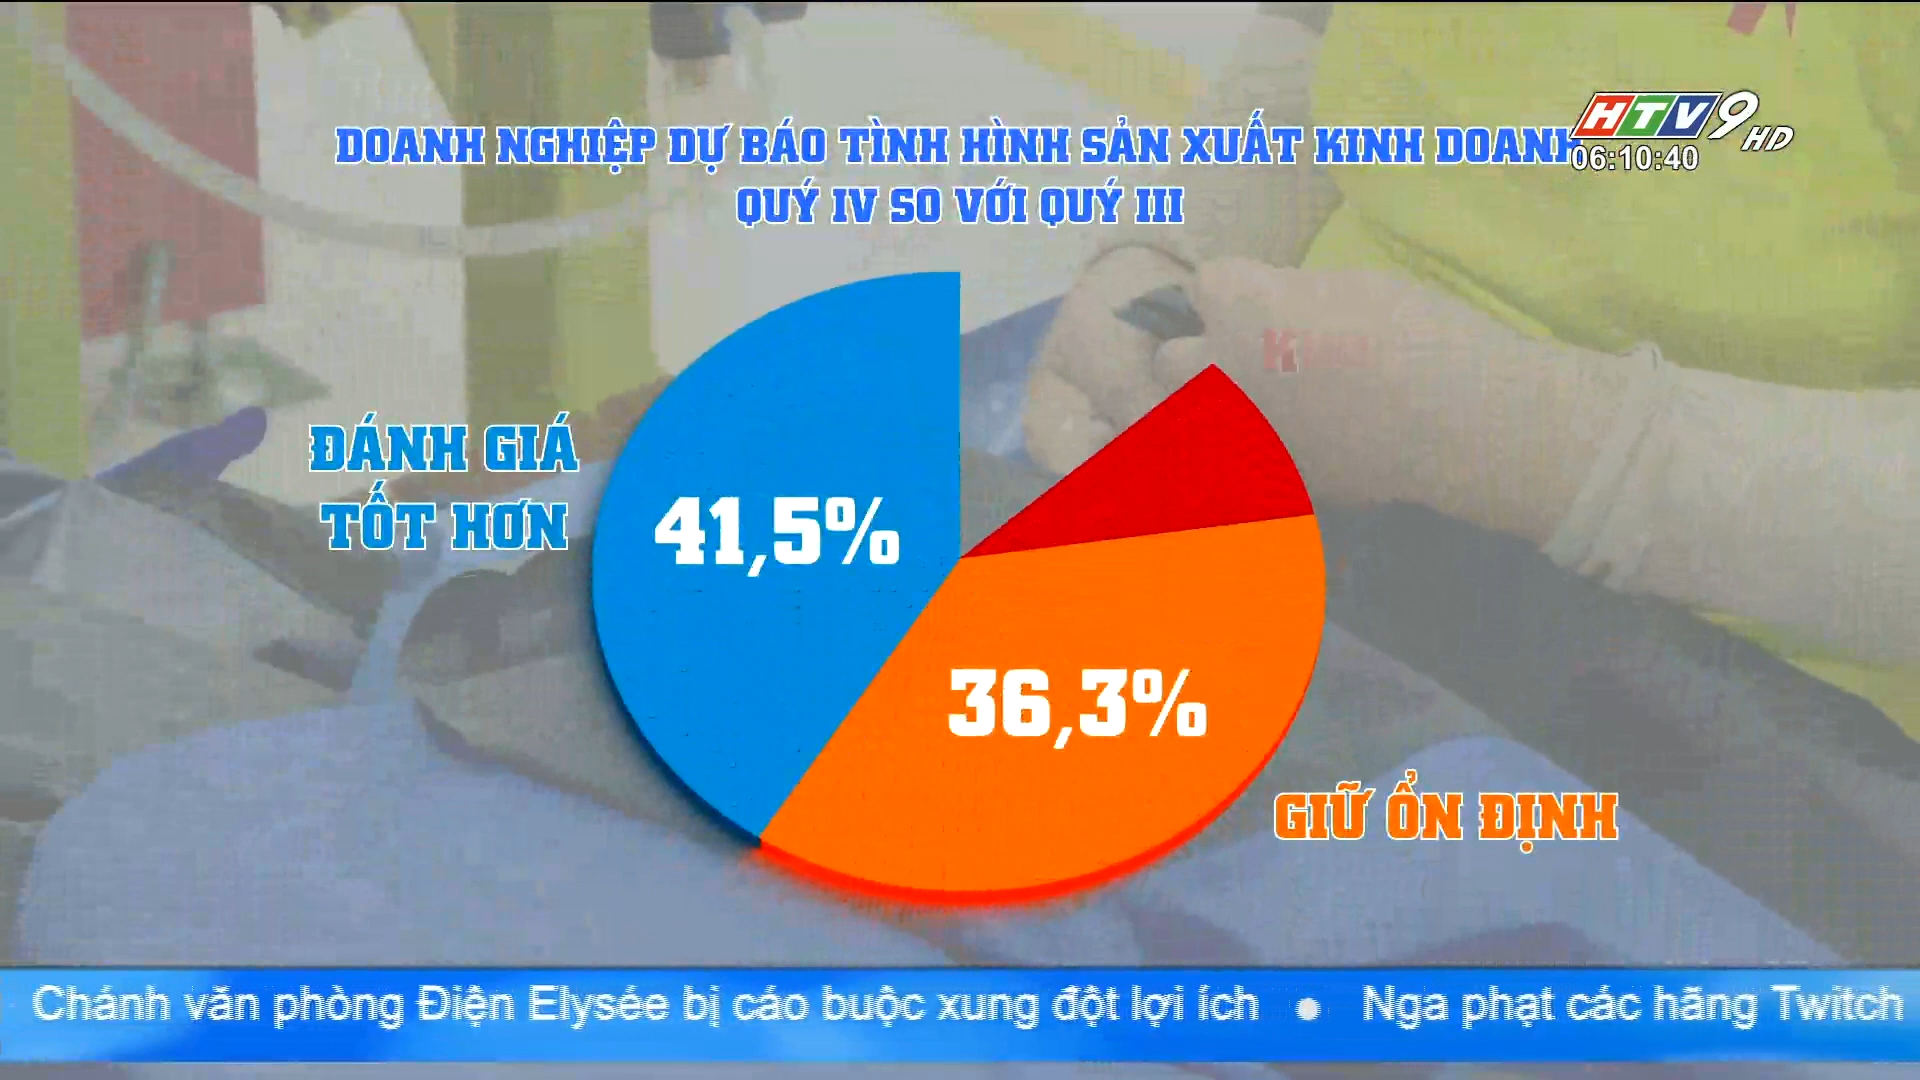 HTV9 HD
06:10:40
DOANH NGHIỆP DỰ BÁO TÌNH HÌNH SẢN XUẤT KINH DOANH
QUÝ IV SO VỚI QUÝ III
ĐÁNH GIÁ
TỐT HƠN
41,5%
36,3%
GIỮ ỔN ĐỊNH
Chánh văn phòng Điện Elysée bị cáo buộc xung đột lợi ích ● Nga phạt các hãng Twitch